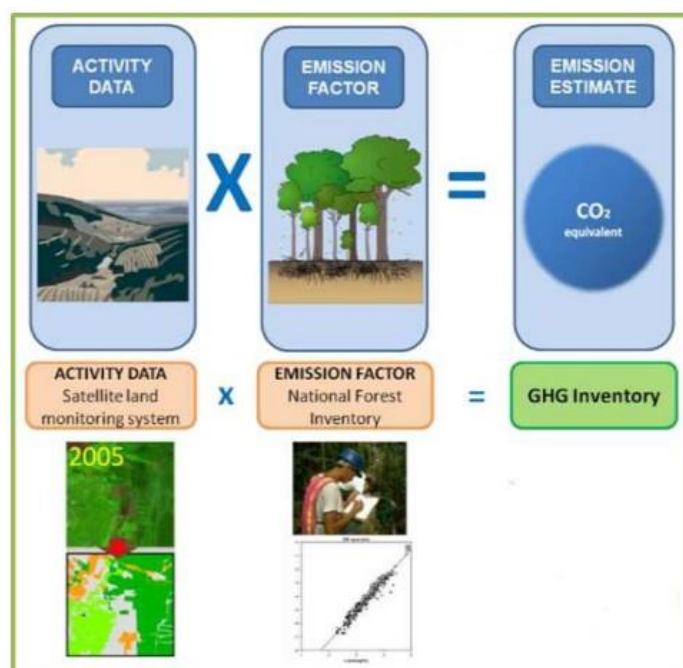 ACTIVITY
DATA
EMISSION
FACTOR
EMISSION
ESTIMATE
X
=
CO₂
equivalent
ACTIVITY DATA
Satellite land
monitoring system
x
EMISSION FACTOR
National Forest
Inventory
=
GHG Inventory
2005